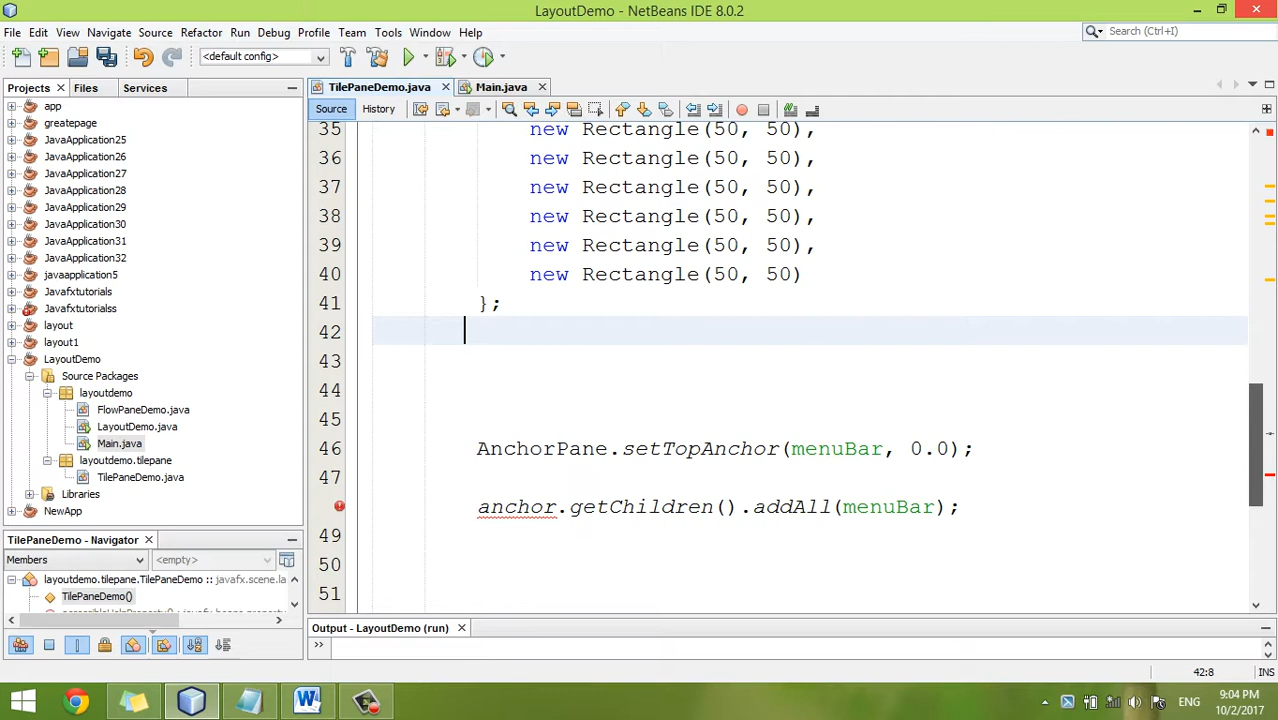 LayoutDemo - NetBeans IDE 8.0.2
File Edit View Navigate Source Refactor Run Debug Profile Team Tools Window Help
Search (Ctrl+I)
<default config>
Projects Files Services
TilePaneDemo.java Main.java
Source History
app
greatepage
JavaApplication25
JavaApplication26
JavaApplication27
JavaApplication28
JavaApplication29
JavaApplication30
JavaApplication31
JavaApplication32
javaapplication5
Javafxtutorials
Javafxtutorialss
layout
layout1
LayoutDemo
Source Packages
layoutdemo
FlowPaneDemo.java
LayoutDemo.java
Main.java
layoutdemo.tilepane
TilePaneDemo.java
Libraries
NewApp
35 new Rectangle(50, 50),
36 new Rectangle(50, 50),
37 new Rectangle(50, 50),
38 new Rectangle(50, 50),
39 new Rectangle(50, 50),
40 new Rectangle(50, 50)
41 };
42
43
44
45
46 AnchorPane.setTopAnchor(menuBar, 0.0);
47
anchor.getChildren().addAll(menuBar);
49
50
51
TilePaneDemo - Navigator
Members <empty>
layoutdemo.tilepane.TilePaneDemo :: javafx.scene.la
TilePaneDemo()
Output - LayoutDemo (run)
42:8 INS
ENG
9:04 PM
10/2/2017